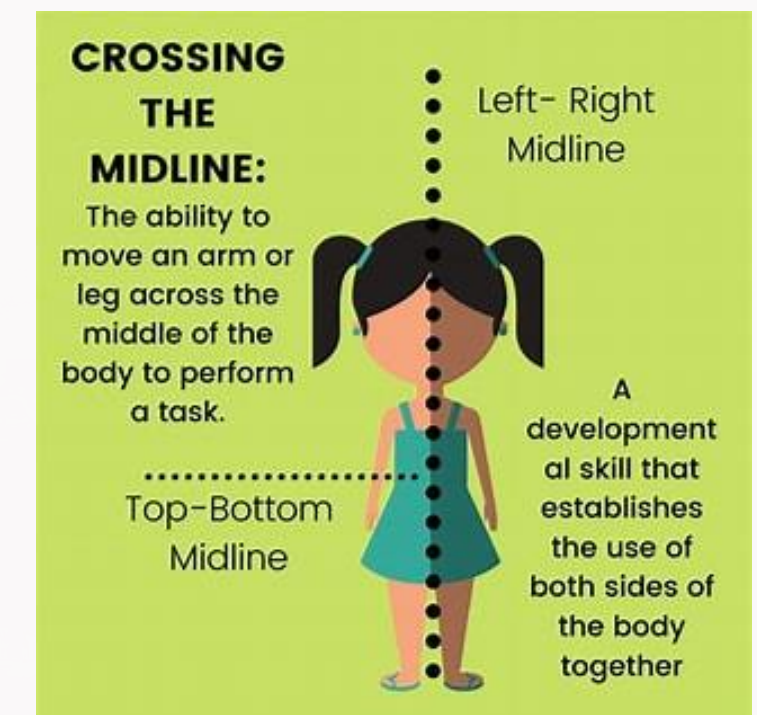 CROSSING
THE
MIDLINE:
The ability to
move an arm or
leg across the
middle of the
body to perform
a task.
Left- Right
Midline
Top-Bottom
Midline
A
development
al skill that
establishes
the use of
both sides of
the body
together